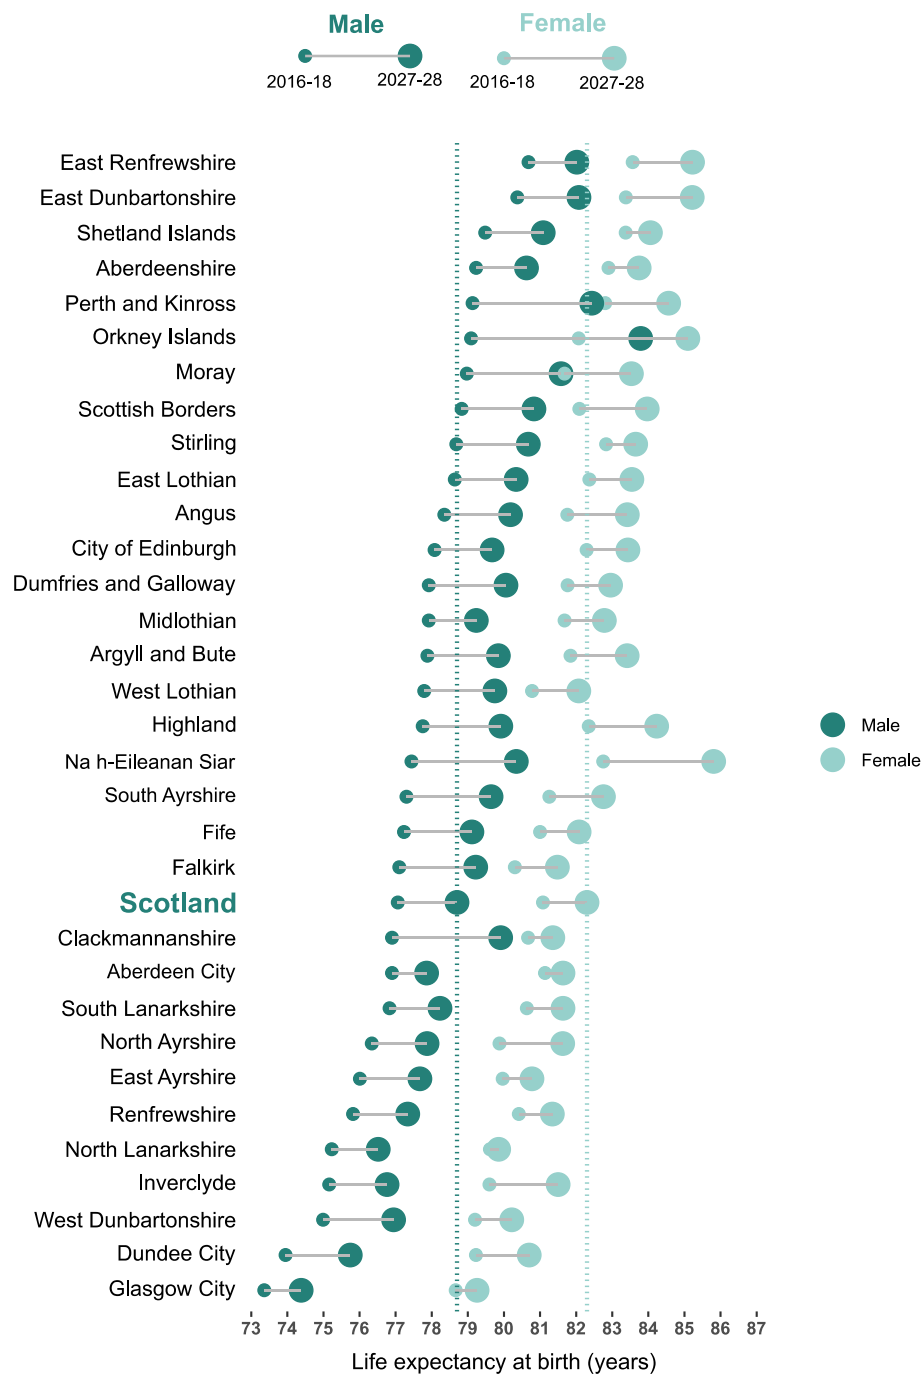 Male Female
2016-18 2027-28 2016-18 2027-28
East Renfrewshire
East Dunbartonshire
Shetland Islands
Aberdeenshire
Perth and Kinross
Orkney Islands
Moray
Scottish Borders
Stirling
East Lothian
Angus
City of Edinburgh
Dumfries and Galloway
Midlothian
Argyll and Bute
West Lothian
Highland
Male
Na h-Eileanan Siar
Female
South Ayrshire
Fife
Falkirk
Scotland
Clackmannanshire
Aberdeen City
South Lanarkshire
North Ayrshire
East Ayrshire
Renfrewshire
North Lanarkshire
Inverclyde
West Dunbartonshire
Dundee City
Glasgow City
73 74 75 76 77 78 79 80 81 82 83 84 85 86 87
Life expectancy at birth (years)